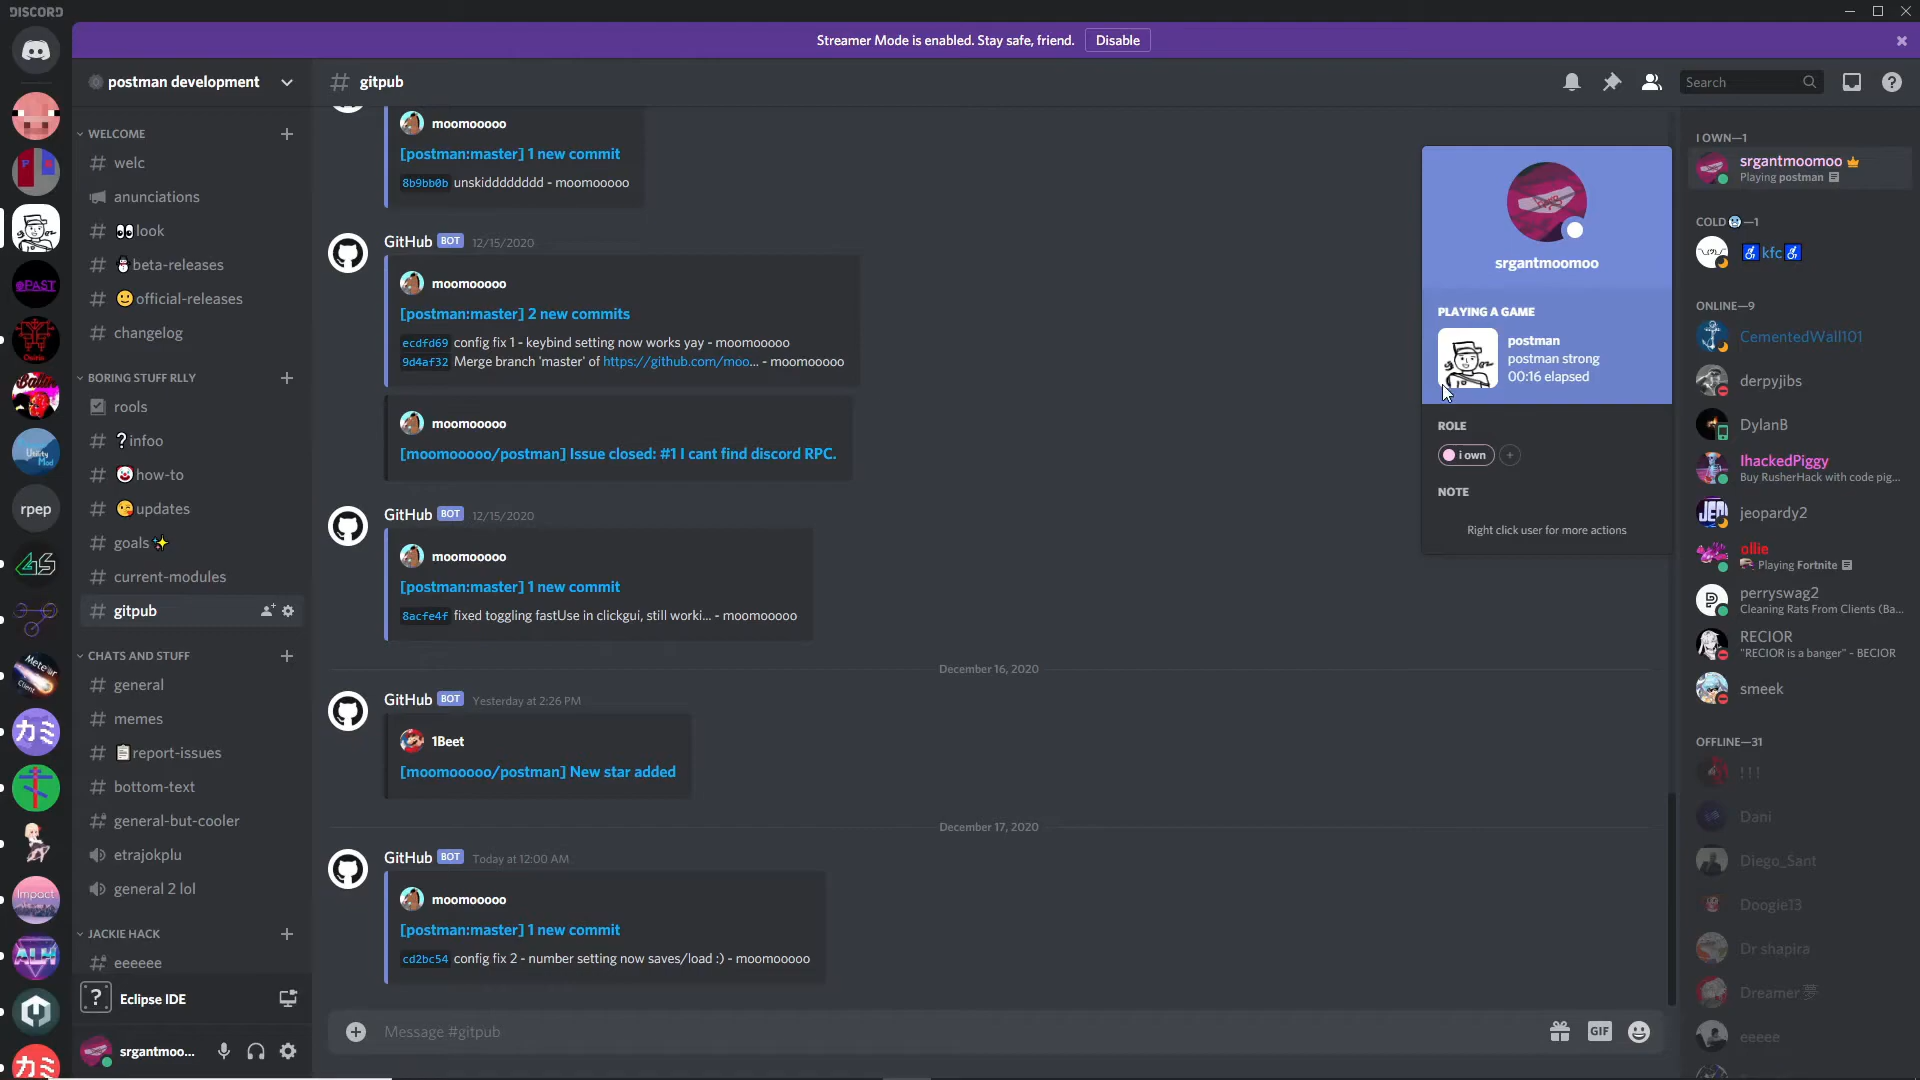 DISCORD
Streamer Mode is enabled. Stay safe, friend.
Disable
postman development
WELCOME
welc
anunciations
👀look
⛄beta-releases
🙂official-releases
changelog
BORING STUFF RLLY
rools
❔infoo
🤡how-to
😘updates
goals✨
current-modules
gitpub
CHATS AND STUFF
general
memes
📋report-issues
bottom-text
general-but-cooler
etrajokplu
general 2 lol
JACKIE HACK
eeeeee
Eclipse IDE
srgantmoo...
rpep
Impact
gitpub
Search
moomooooo
[postman:master] 1 new commit
8b9bb0b unskidddddddd - moomooooo
GitHub BOT 12/15/2020
moomooooo
[postman:master] 2 new commits
ecdfd69 config fix 1 - keybind setting now works yay - moomooooo
9d4af32 Merge branch 'master' of https://github.com/moo... - moomooooo
moomooooo
[moomooooo/postman] Issue closed: #1 I cant find discord RPC.
GitHub BOT 12/15/2020
moomooooo
[postman:master] 1 new commit
8acfe4f fixed toggling fastUse in clickgui, still worki... - moomooooo
December 16, 2020
GitHub BOT Yesterday at 2:26 PM
1Beet
[moomooooo/postman] New star added
December 17, 2020
GitHub BOT Today at 12:00 AM
moomooooo
[postman:master] 1 new commit
cd2bc54 config fix 2 - number setting now saves/load :) - moomooooo
Message #gitpub
GIF
srgantmoomoo
PLAYING A GAME
postman
postman strong
00:16 elapsed
ROLE
i own
NOTE
Right click user for more actions
I OWN—1
srgantmoomoo
Playing postman
COLD🥶—1
♿kfc♿
ONLINE—9
CementedWall101
derpyjibs
DylanB
IhackedPiggy
Buy RusherHack with code pig...
jeopardy2
ollie
Playing Fortnite
perryswag2
Cleaning Rats From Clients (Ba...
RECIOR
"RECIOR is a banger" - BECIOR
smeek
OFFLINE—31
! ! !
Dani
Diego_Sant
Doogie13
Dr shapira
Dreamer夢
eeeee